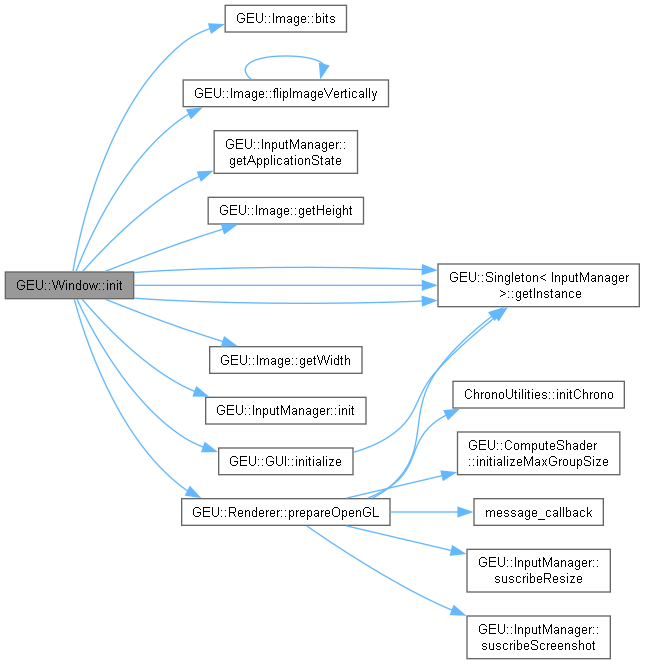 GEU::Image::bits
GEU::Image::flipImageVertically
GEU::InputManager::
getApplicationState
GEU::Image::getHeight
GEU::Window::init
GEU::Singleton< InputManager
>::getInstance
GEU::Image::getWidth
ChronoUtilities::initChrono
GEU::InputManager::init
GEU::ComputeShader
::initializeMaxGroupSize
GEU::GUI::initialize
GEU::Renderer::prepareOpenGL
message_callback
GEU::InputManager::
suscribeResize
GEU::InputManager::
suscribeScreenshot